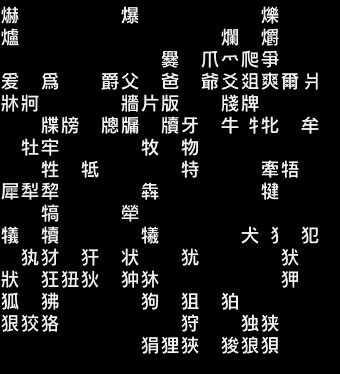 爀 爆 爍
爐 爛 爝
爨 爪 爫 爬 爭
爰 爲 爵 父 爸 爺 爻 爼 爽 爾 爿
牀 牁 牆 片 版 牋 牌
牒 牓 牕 牖 牘 牙 牛 牜 牝 牟
牡 牢 牧 物
牲 牴 特 牽 牾
犀 犁 犂 犇 犍
犒 犖
犠 犢 犧 犬 犭 犯
犱 犲 犴 状 犹 犾
狀 狂 狃 狄 狆 狇 狎
狐 狒 狗 狙 狛
狠 狡 狢 狩 独 狭
狷 狸 狹 狻 狼 狽